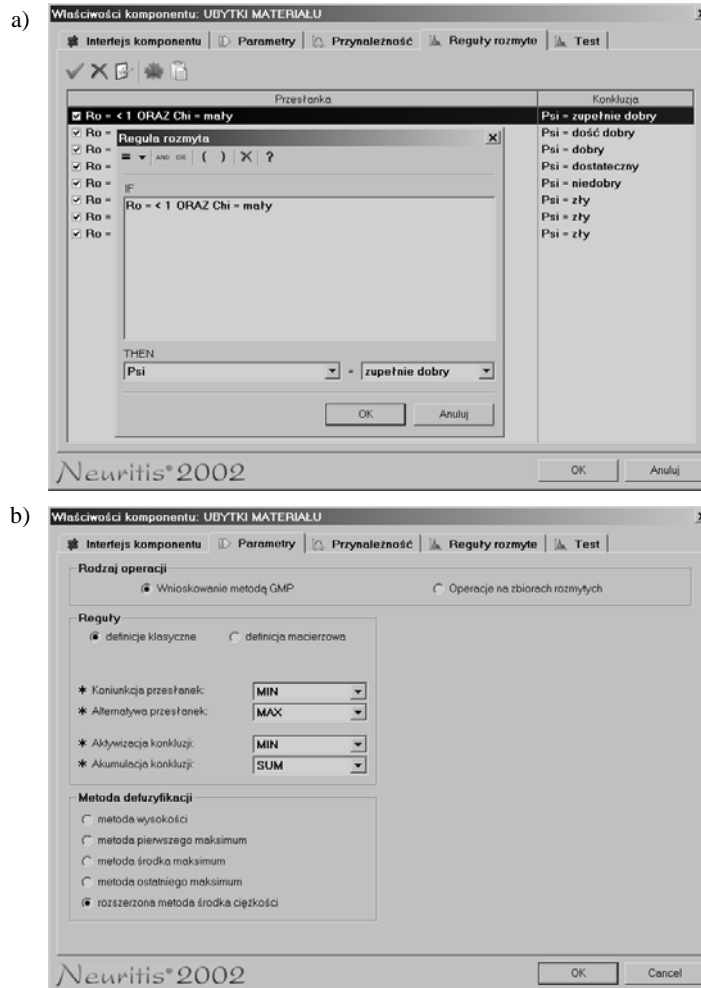 a)
Właściwości komponentu: UBYTKI MATERIAŁU
Interfejs komponentu Parametry Przynależność Reguły rozmyte Test
Przesłanka Konkluzja
Ro = < 1 ORAZ Chi = mały Psi = zupełnie dobry
Ro = Psi = dość dobry
Ro = Psi = dobry
Ro = Psi = dostateczny
Ro = Psi = niedobry
Ro = Psi = zły
Ro = Psi = zły
Ro = Psi = zły
Reguła rozmyta
= AND OR ( ) ?
IF
Ro = < 1 ORAZ Chi = mały
THEN
Psi = zupełnie dobry
OK Anuluj
Neuritis® 2002 OK Anuluj
b)
Właściwości komponentu: UBYTKI MATERIAŁU
Interfejs komponentu Parametry Przynależność Reguły rozmyte Test
Rodzaj operacji
Wnioskowanie metodą GMP Operacje na zbiorach rozmytych
Reguły
definicje klasyczne definicja macierzowa
* Koniunkcja przesłanek: MIN
* Alternatywa przesłanek: MAX
* Aktywizacja konkluzji: MIN
* Akumulacja konkluzji: SUM
Metoda defuzyfikacji
metoda wysokości
metoda pierwszego maksimum
metoda środka maksimum
metoda ostatniego maksimum
rozszerzona metoda środka ciężkości
Neuritis® 2002 OK Cancel